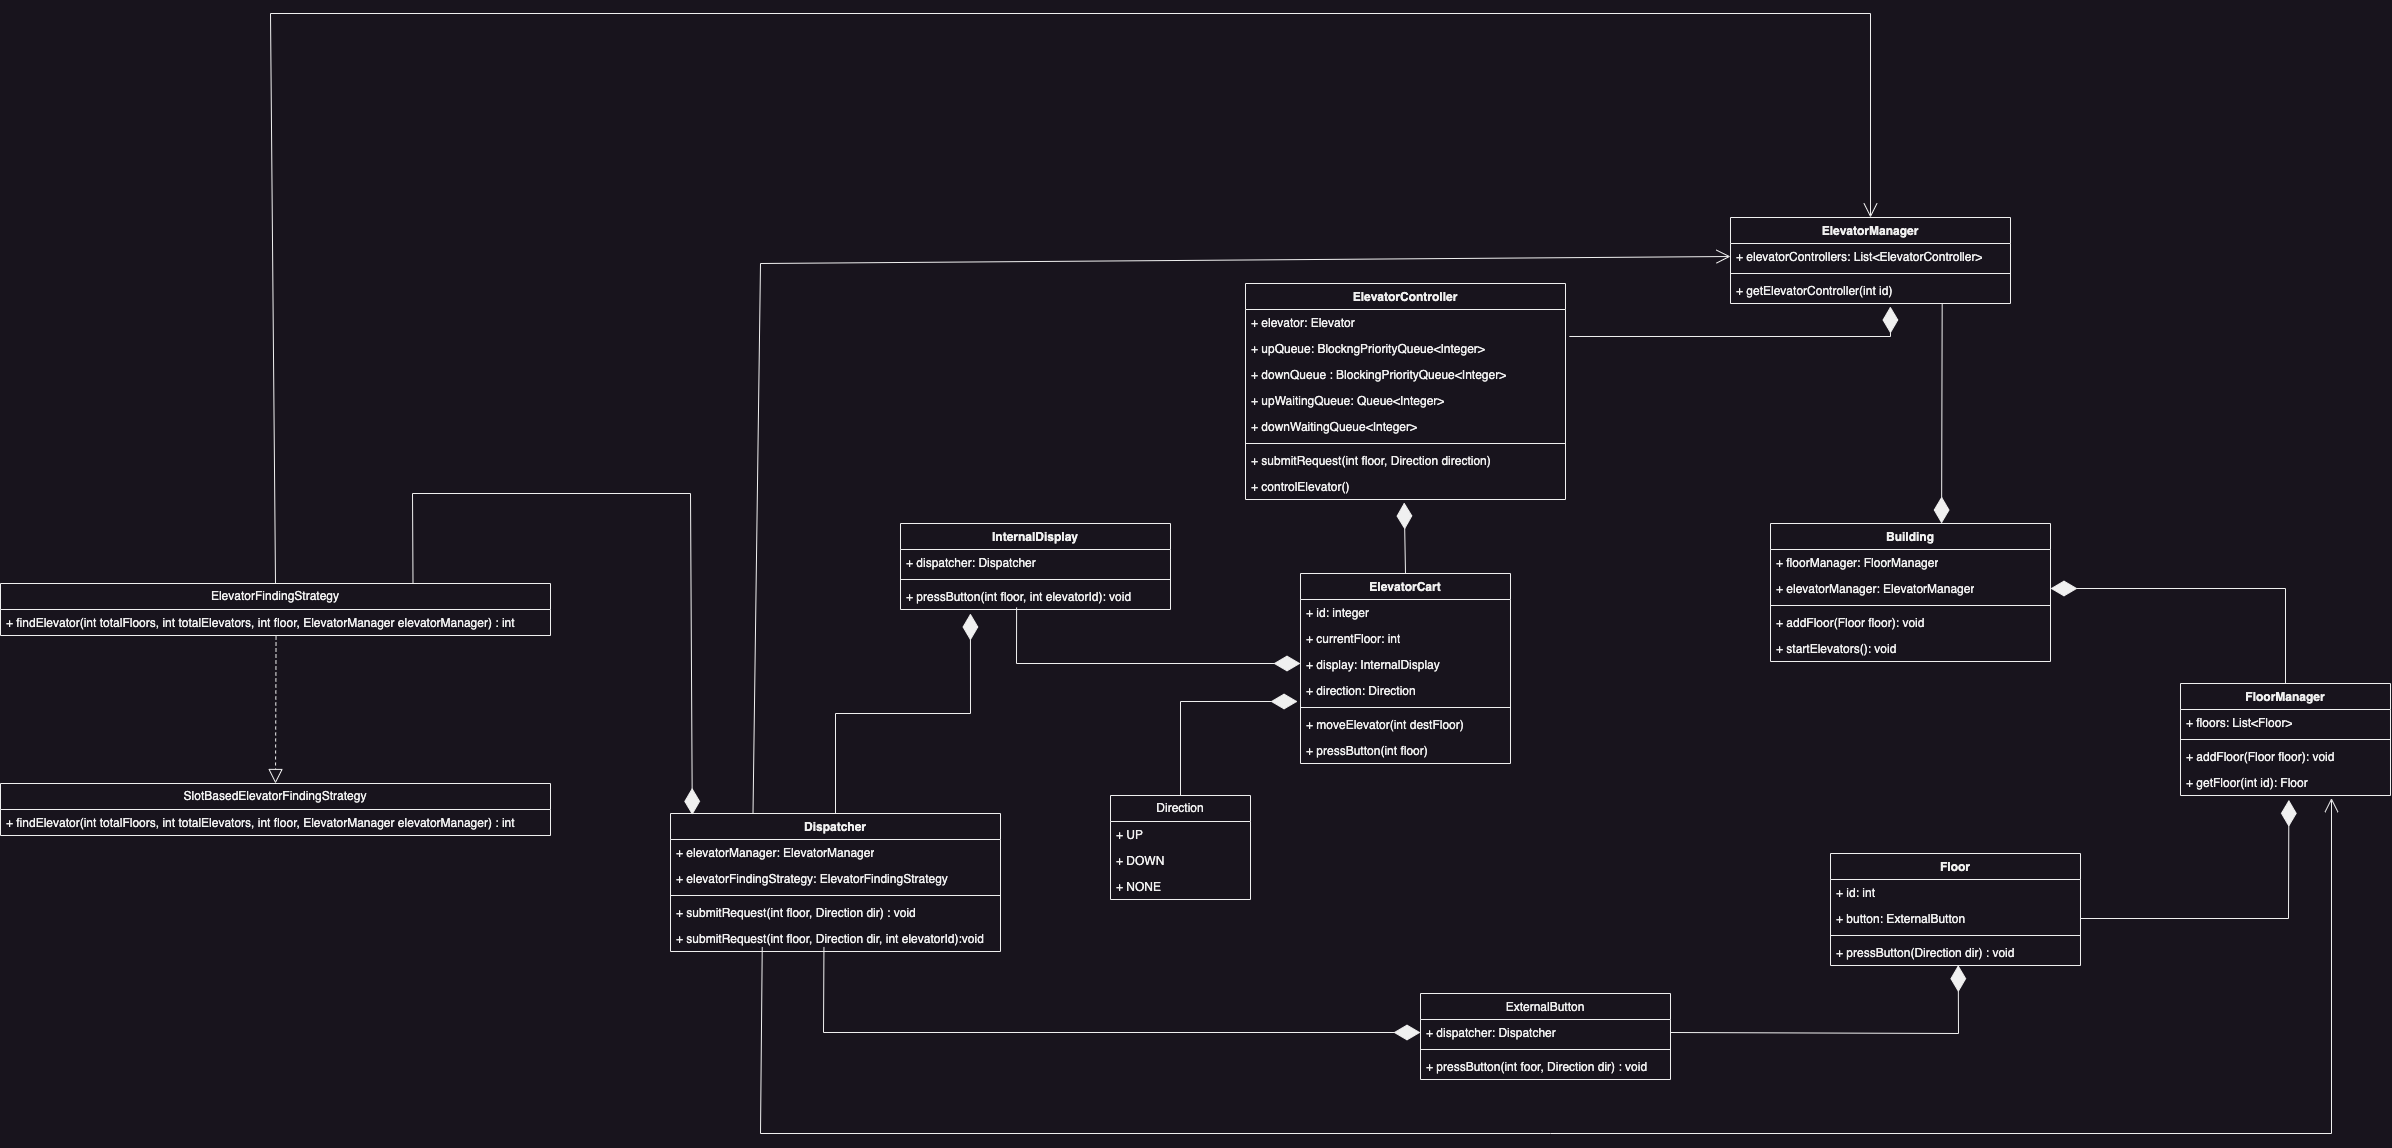 ElevatorManager
+ elevatorControllers: List<ElevatorController>
+ getElevatorController(int id)
ElevatorController
+ elevator: Elevator
+ upQueue: BlockngPriorityQueue<Integer>
+ downQueue : BlockingPriorityQueue<Integer>
+ upWaitingQueue: Queue<Integer>
+ downWaitingQueue<Integer>
+ submitRequest(int floor, Direction direction)
+ controlElevator()
InternalDisplay
+ dispatcher: Dispatcher
+ pressButton(int floor, int elevatorId): void
Building
+ floorManager: FloorManager
+ elevatorManager: ElevatorManager
+ addFloor(Floor floor): void
+ startElevators(): void
ElevatorCart
+ id: integer
+ currentFloor: int
+ display: InternalDisplay
+ direction: Direction
+ moveElevator(int destFloor)
+ pressButton(int floor)
ElevatorFindingStrategy
+ findElevator(int totalFloors, int totalElevators, int floor, ElevatorManager elevatorManager) : int
FloorManager
+ floors: List<Floor>
+ addFloor(Floor floor): void
+ getFloor(int id): Floor
SlotBasedElevatorFindingStrategy
+ findElevator(int totalFloors, int totalElevators, int floor, ElevatorManager elevatorManager) : int
Direction
+ UP
+ DOWN
+ NONE
Dispatcher
+ elevatorManager: ElevatorManager
+ elevatorFindingStrategy: ElevatorFindingStrategy
+ submitRequest(int floor, Direction dir) : void
+ submitRequest(int floor, Direction dir, int elevatorId):void
Floor
+ id: int
+ button: ExternalButton
+ pressButton(Direction dir) : void
ExternalButton
+ dispatcher: Dispatcher
+ pressButton(int foor, Direction dir) : void